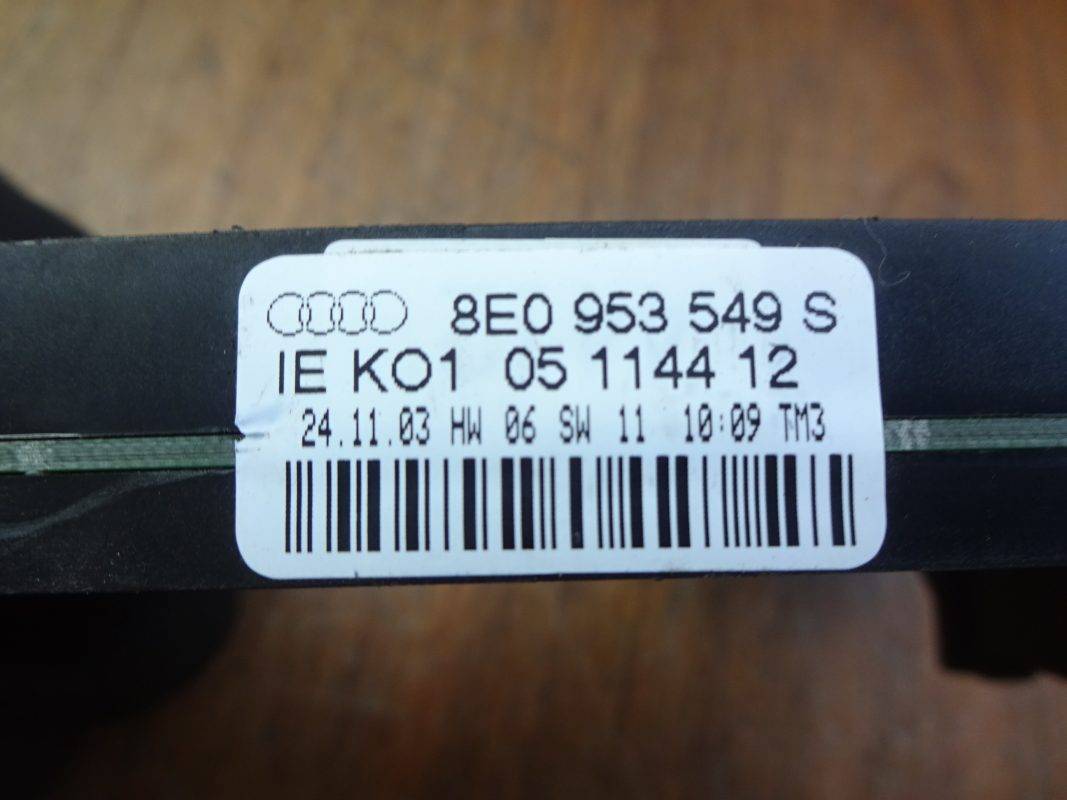 8E0 953 549 S
IE KO1 05 1144 12
24.11.03 HW 06 SW 11 10:09 TM3